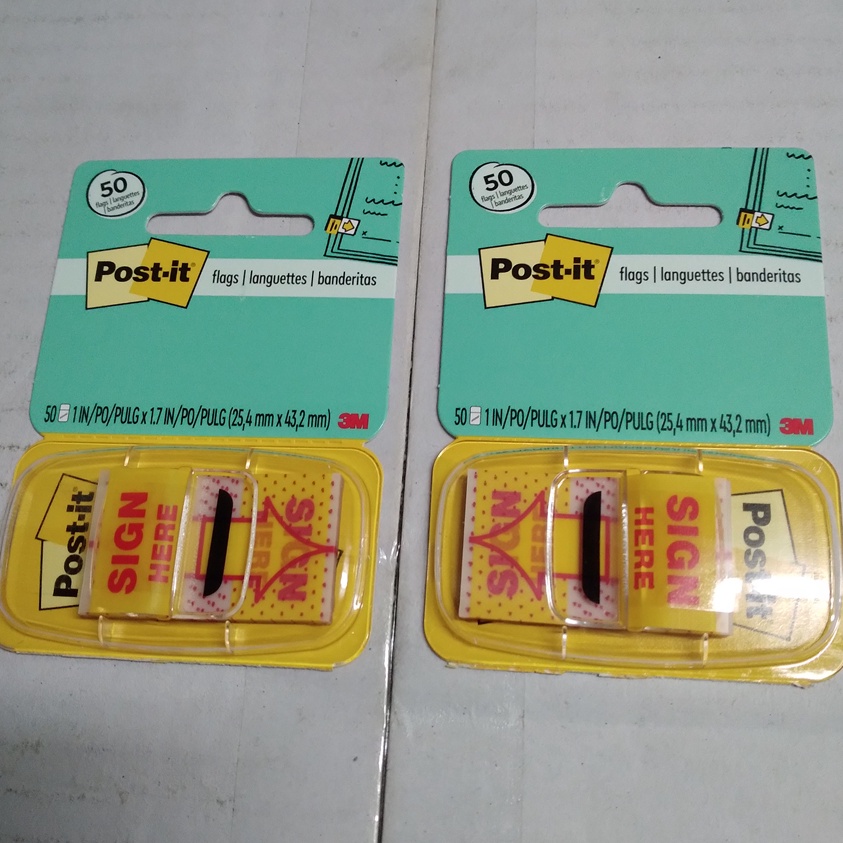 50
flags | languettes
| banderitas
Post-it®
flags | languettes | banderitas
50 1 IN/PO/PULG x 1.7 IN/PO/PULG (25,4 mm x 43,2 mm) 3M
Post-it
SIGN
HERE
SIGN
HERE
50
flags | languettes
| banderitas
Post-it®
flags | languettes | banderitas
50 1 IN/PO/PULG x 1.7 IN/PO/PULG (25,4 mm x 43,2 mm) 3M
SIGN
HERE
SIGN
HERE
Post-it